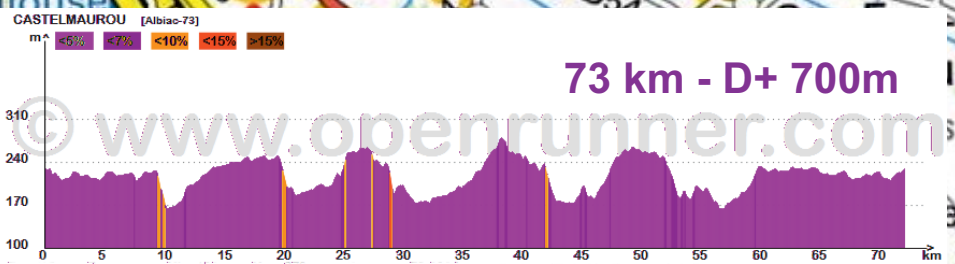 house
CASTELMAUROU [Albiac-73]
m^ <5% <7% <10% <15% >15%
73 km - D+ 700m
310
© www.openrunner.com
240
170
100
0 5 10 15 20 25 30 35 40 45 50 55 60 65 70 km